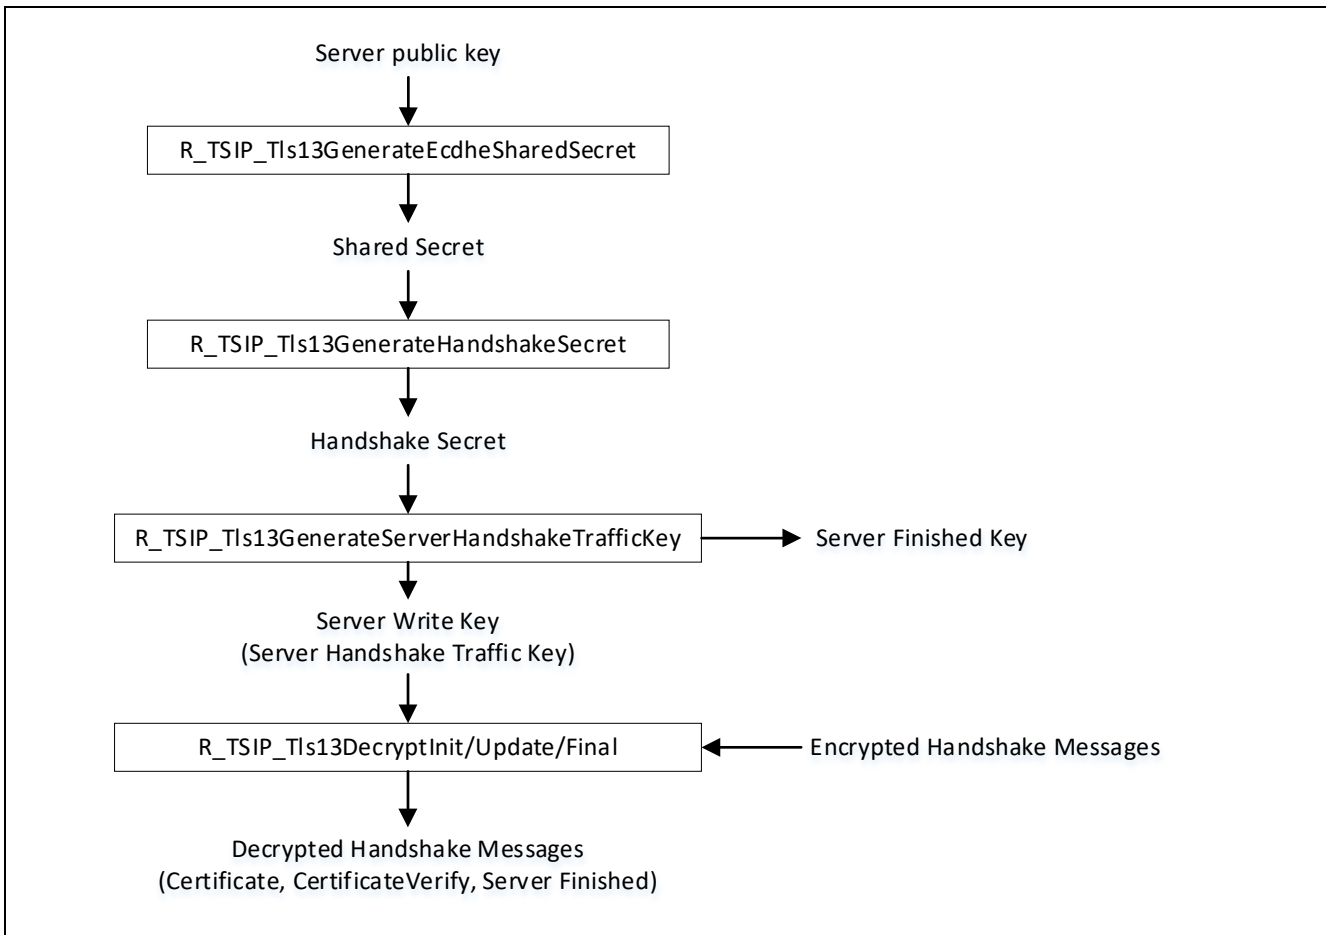 Server public key
R_TSIP_Tls13GenerateEcdheSharedSecret
Shared Secret
R_TSIP_Tls13GenerateHandshakeSecret
Handshake Secret
R_TSIP_Tls13GenerateServerHandshakeTrafficKey
Server Finished Key
Server Write Key
(Server Handshake Traffic Key)
R_TSIP_Tls13DecryptInit/Update/Final
Encrypted Handshake Messages
Decrypted Handshake Messages
(Certificate, CertificateVerify, Server Finished)